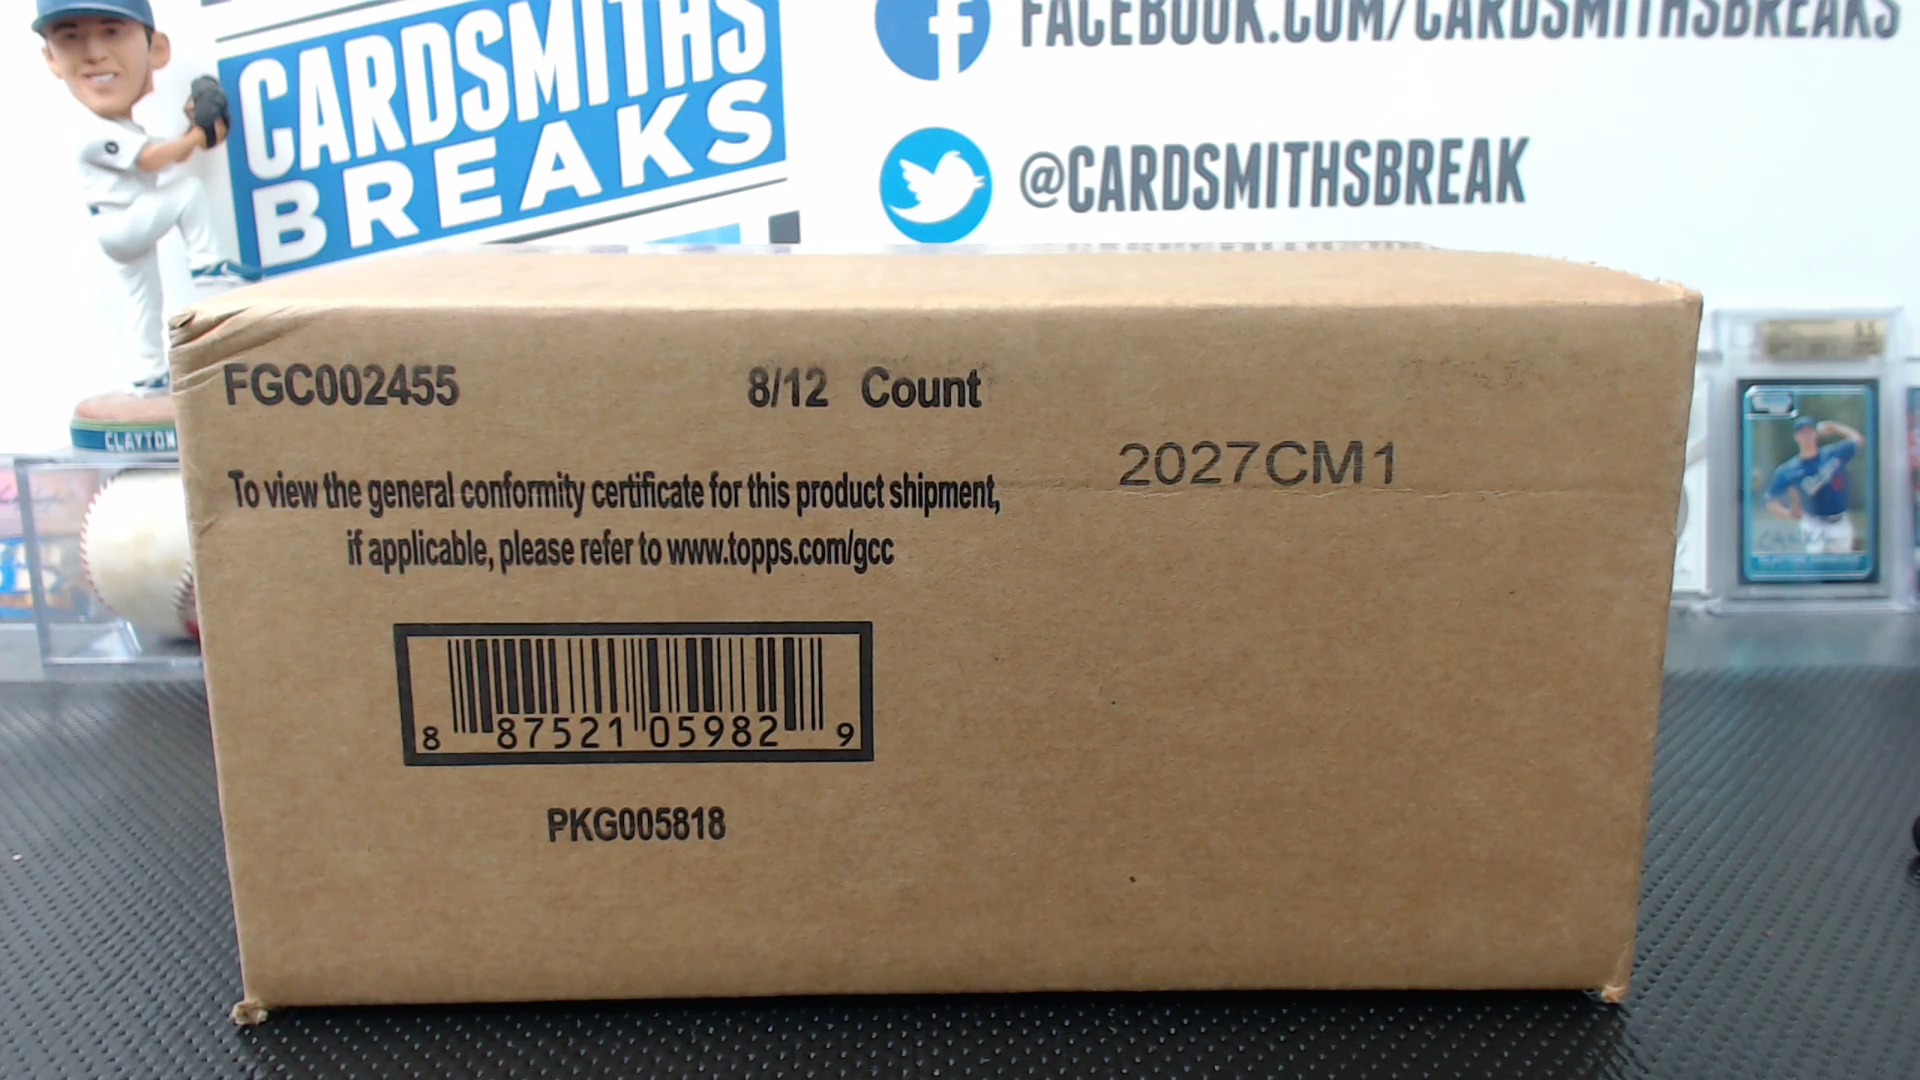 CARDSMITHS
BREAKS
FACEBOOK.COM/CARDSMITHSBREAKS
@CARDSMITHSBREAK
CLAYTON
FGC002455 8/12 Count
2027CM1
To view the general conformity certificate for this product shipment,
if applicable, please refer to www.topps.com/gcc
8 87521 05982 9
PKG005818